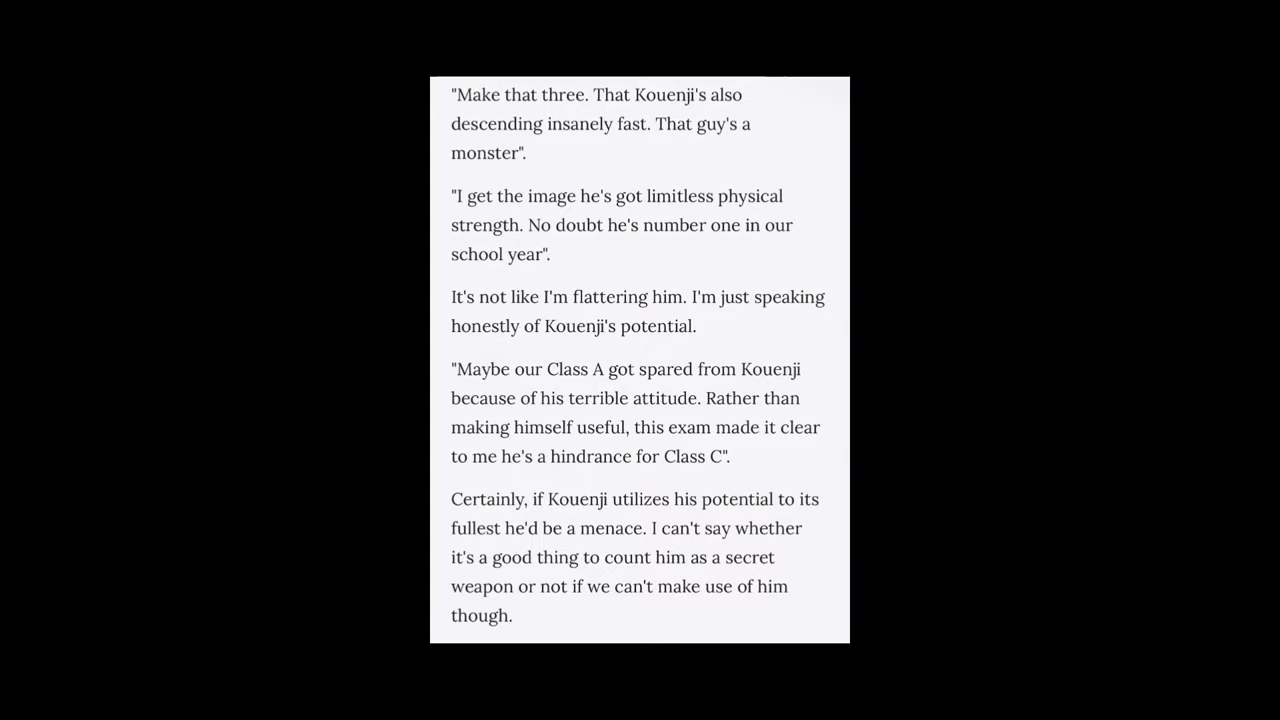 "Make that three. That Kouenji's also
descending insanely fast. That guy's a
monster".
"I get the image he's got limitless physical
strength. No doubt he's number one in our
school year".
It's not like I'm flattering him. I'm just speaking
honestly of Kouenji's potential.
"Maybe our Class A got spared from Kouenji
because of his terrible attitude. Rather than
making himself useful, this exam made it clear
to me he's a hindrance for Class C".
Certainly, if Kouenji utilizes his potential to its
fullest he'd be a menace. I can't say whether
it's a good thing to count him as a secret
weapon or not if we can't make use of him
though.